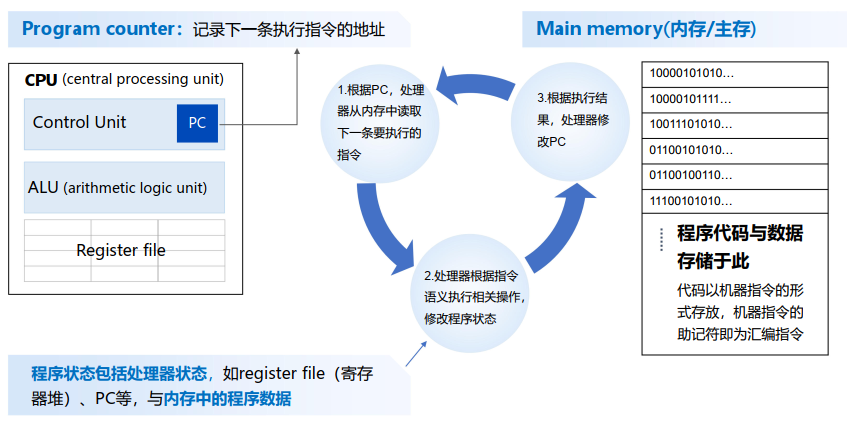 Program counter：记录下一条执行指令的地址
Main memory(内存/主存)
CPU (central processing unit)
Control Unit
PC
ALU (arithmetic logic unit)
Register file
1.根据PC，处理
器从内存中读取
下一条要执行的
指令
3.根据执行结
果，处理器修
改PC
2.处理器根据指令
语义执行相关操作，
修改程序状态
10000101010...
10000101111...
10011101010...
01100101010...
01100100110...
11100101010...
程序代码与数据
存储于此
代码以机器指令的形
式存放，机器指令的
助记符即为汇编指令
程序状态包括处理器状态，如register file（寄存
器堆）、PC等，与内存中的程序数据